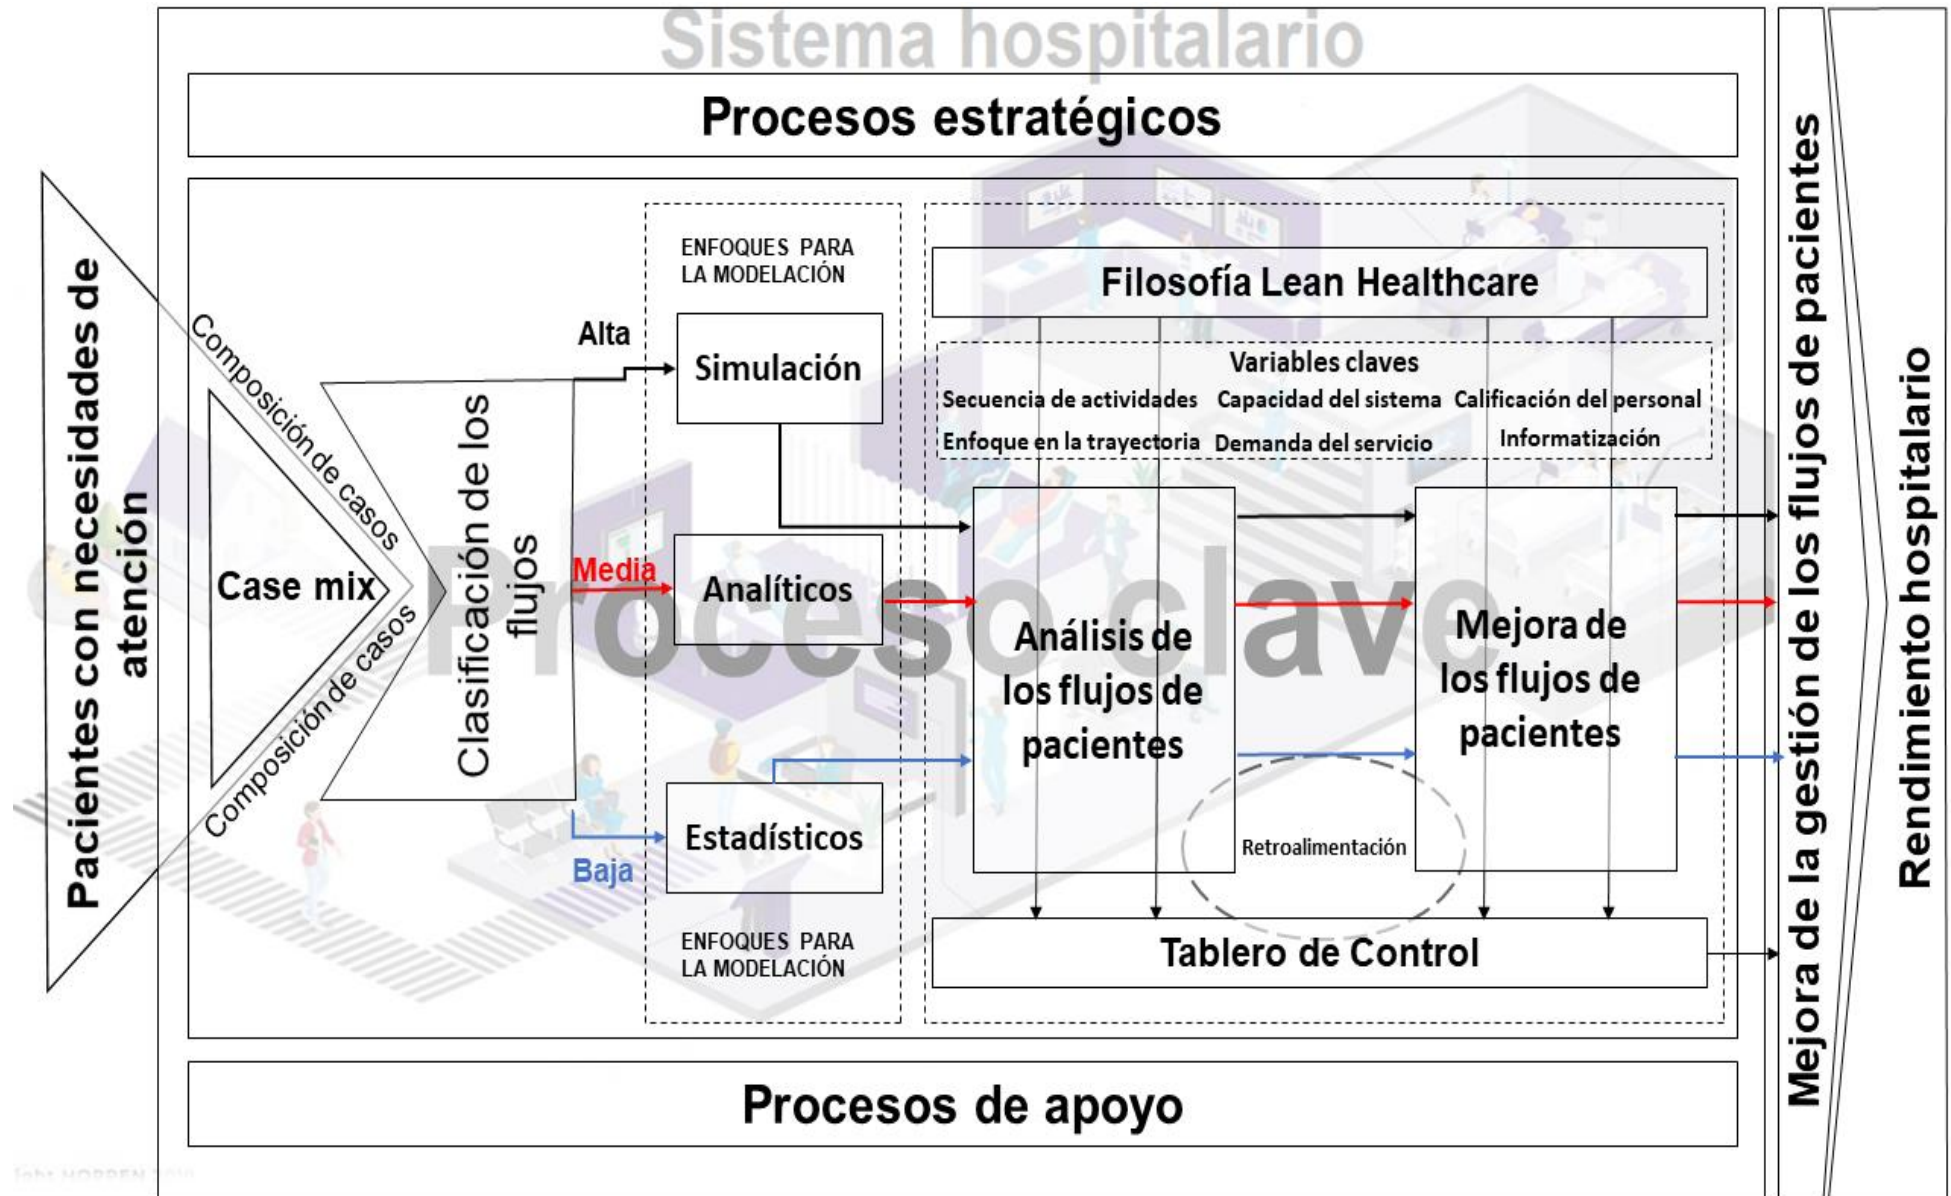 Sistema hospitalario
Procesos estratégicos
Pacientes con necesidades de
atención
Composición de casos
Case mix
Composición de casos
Clasificación de los
flujos
Alta
Media
Baja
ENFOQUES PARA
LA MODELACIÓN
Simulación
Analíticos
Estadísticos
ENFOQUES PARA
LA MODELACIÓN
Proceso clave
Filosofía Lean Healthcare
Variables claves
Secuencia de actividades Capacidad del sistema Calificación del personal
Enfoque en la trayectoria Demanda del servicio Informatización
Análisis de
los flujos de
pacientes
Mejora de
los flujos de
pacientes
Retroalimentación
Tablero de Control
Procesos de apoyo
Mejora de la gestión de los flujos de pacientes
Rendimiento hospitalario